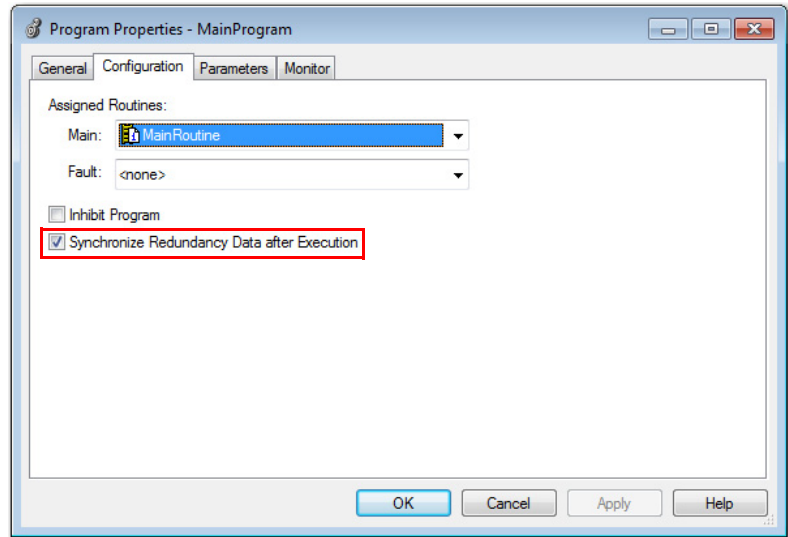 Program Properties - MainProgram
General Configuration Parameters Monitor
Assigned Routines:
Main: MainRoutine
Fault: <none>
Inhibit Program
Synchronize Redundancy Data after Execution
OK Cancel Apply Help